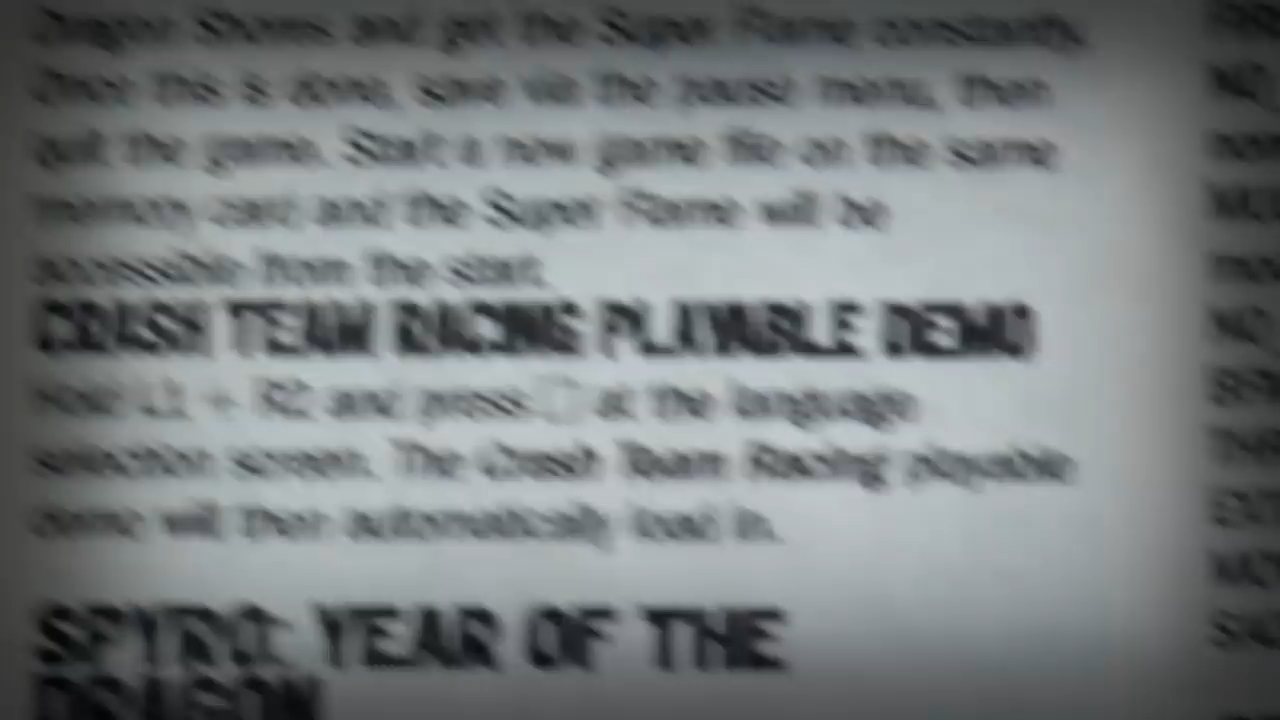 Dragon Shores and get the Super Flame constantly.
Once this is done, save via the pause menu, then
quit the game. Start a new game file on the same
memory card and the Super Flame will be
accessible from the start.
CRASH TEAM RACING PLAYABLE DEMO
Hold L1 + R2 and press □ at the language
selection screen. The Crash Team Racing playable
demo will then automatically load in.
SPYRO: YEAR OF THE
DRAGON